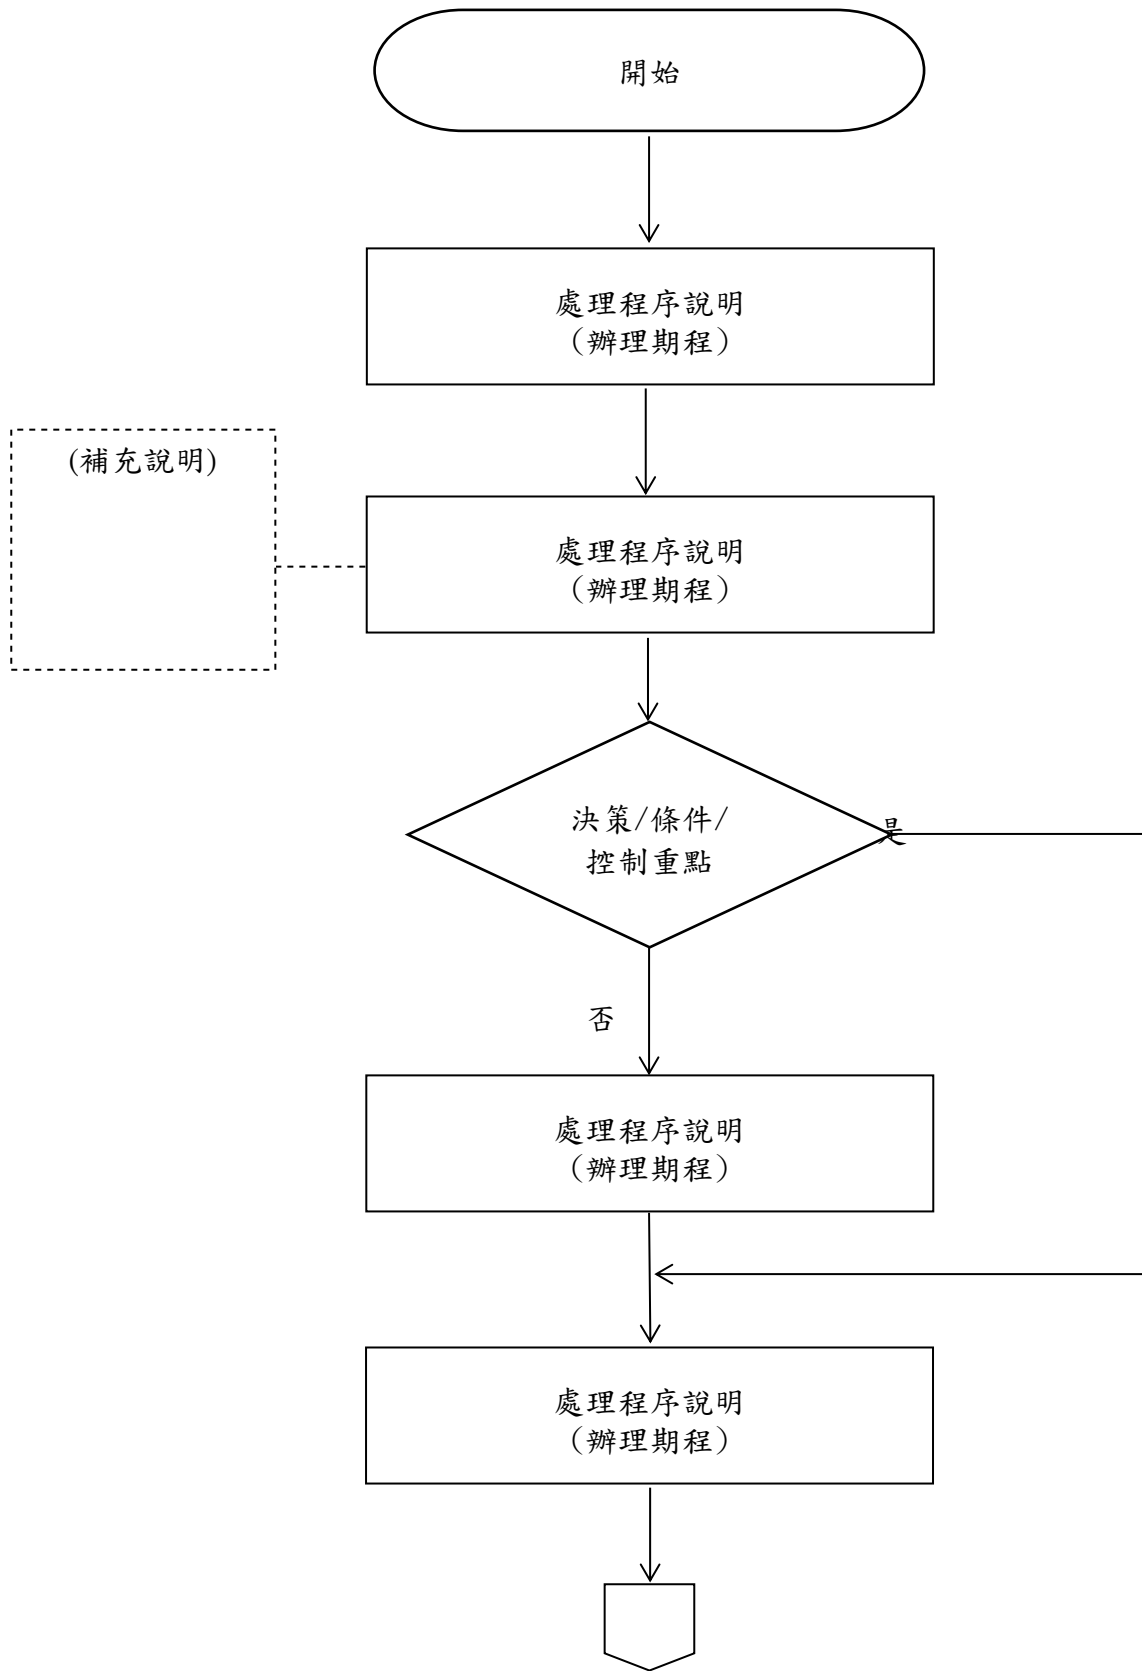 開始
處理程序說明
（辦理期程）
(補充說明)
處理程序說明
（辦理期程）
決策/條件/
控制重點
是
否
處理程序說明
（辦理期程）
處理程序說明
（辦理期程）